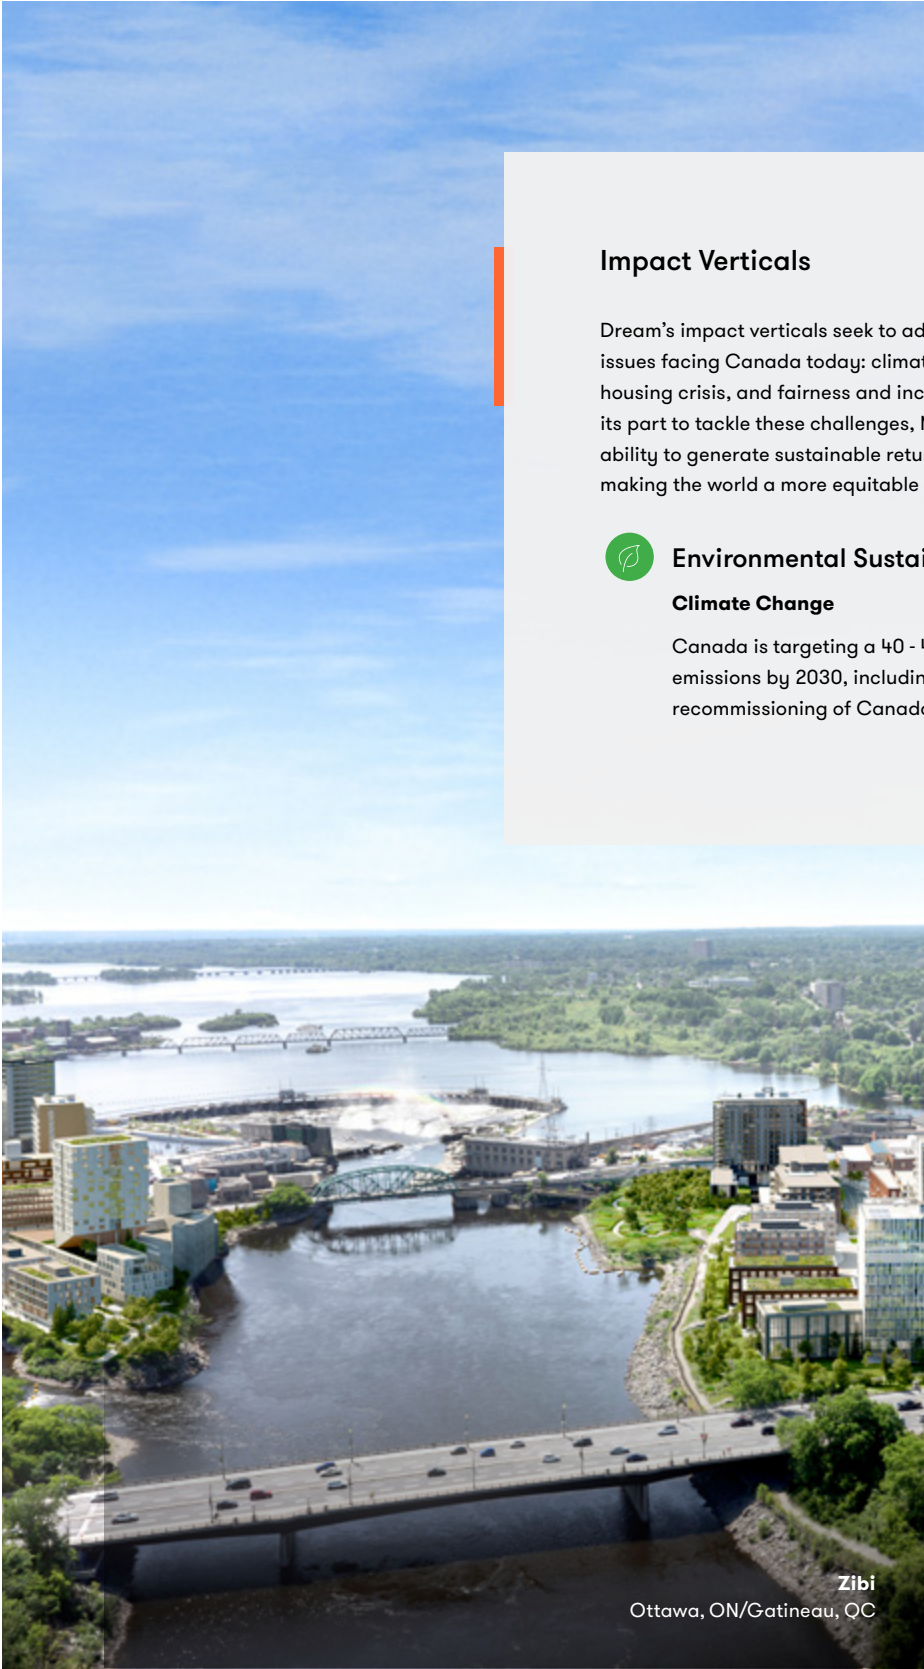 Impact Verticals
Dream's impact verticals seek to ad
issues facing Canada today: climat
housing crisis, and fairness and inc
its part to tackle these challenges,
ability to generate sustainable retu
making the world a more equitable
Environmental Sustai
Climate Change
Canada is targeting a 40 -
emissions by 2030, includin
recommissioning of Canad
Zibi
Ottawa, ON/Gatineau, QC